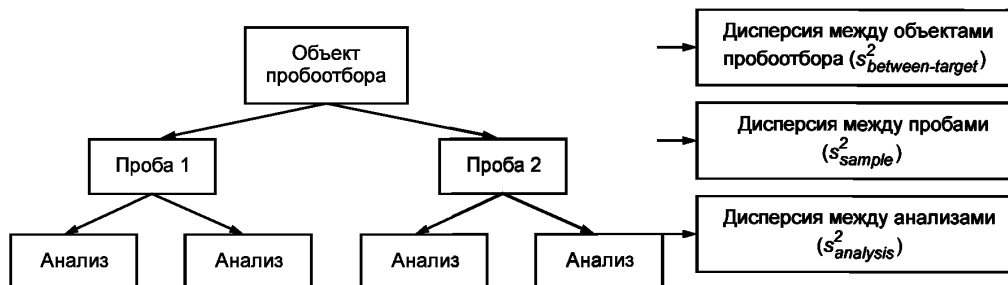 Объект
пробоотбора
Проба 1
Проба 2
Анализ
Анализ
Анализ
Анализ
Дисперсия между объектами
пробоотбора (s²between-target)
Дисперсия между пробами
(s²sample)
Дисперсия между анализами
(s²analysis)